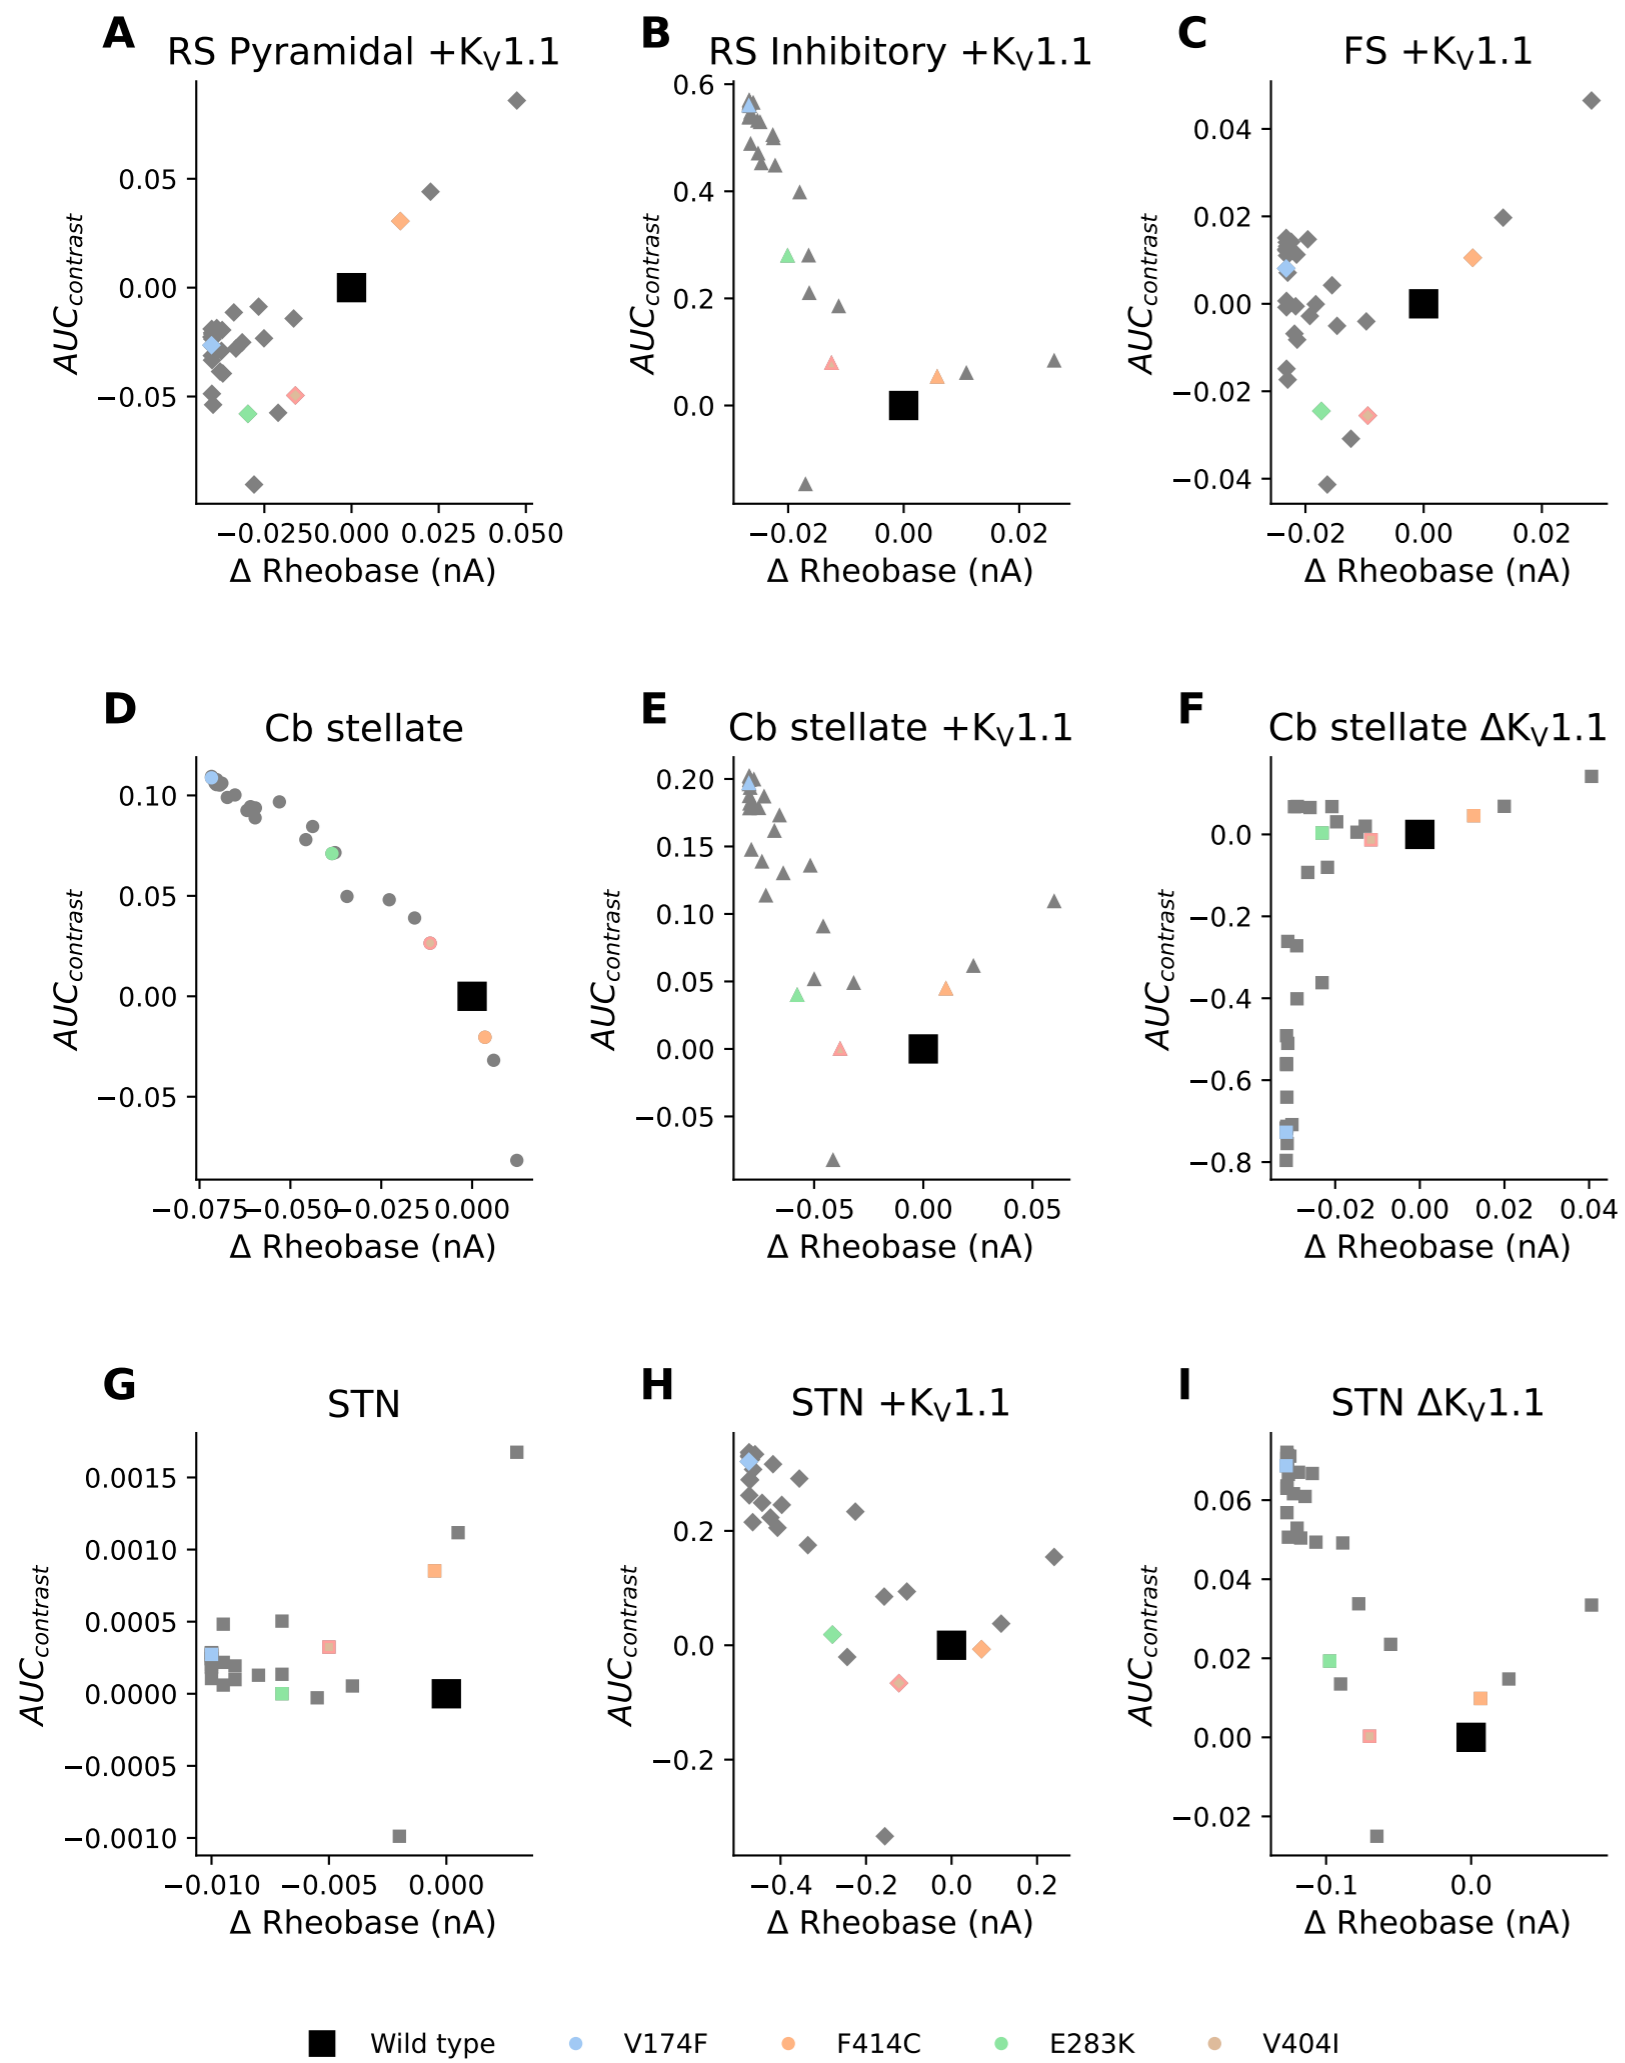 A
RS Pyramidal +KV1.1
0.05
0.00
−0.05
AUCcontrast
−0.025 0.000 0.025 0.050
Δ Rheobase (nA)
B
RS Inhibitory +KV1.1
0.6
0.4
0.2
0.0
AUCcontrast
−0.02 0.00 0.02
Δ Rheobase (nA)
C
FS +KV1.1
0.04
0.02
0.00
−0.02
−0.04
AUCcontrast
−0.02 0.00 0.02
Δ Rheobase (nA)
D
Cb stellate
0.10
0.05
0.00
−0.05
AUCcontrast
−0.075 −0.050 −0.025 0.000
Δ Rheobase (nA)
E
Cb stellate +KV1.1
0.20
0.15
0.10
0.05
0.00
−0.05
AUCcontrast
−0.05 0.00 0.05
Δ Rheobase (nA)
F
Cb stellate ΔKV1.1
0.0
−0.2
−0.4
−0.6
−0.8
AUCcontrast
−0.02 0.00 0.02 0.04
Δ Rheobase (nA)
G
STN
0.0015
0.0010
0.0005
0.0000
−0.0005
−0.0010
AUCcontrast
−0.010 −0.005 0.000
Δ Rheobase (nA)
H
STN +KV1.1
0.2
0.0
−0.2
AUCcontrast
−0.4 −0.2 0.0 0.2
Δ Rheobase (nA)
I
STN ΔKV1.1
0.06
0.04
0.02
0.00
−0.02
AUCcontrast
−0.1 0.0
Δ Rheobase (nA)
Wild type V174F F414C E283K V404I